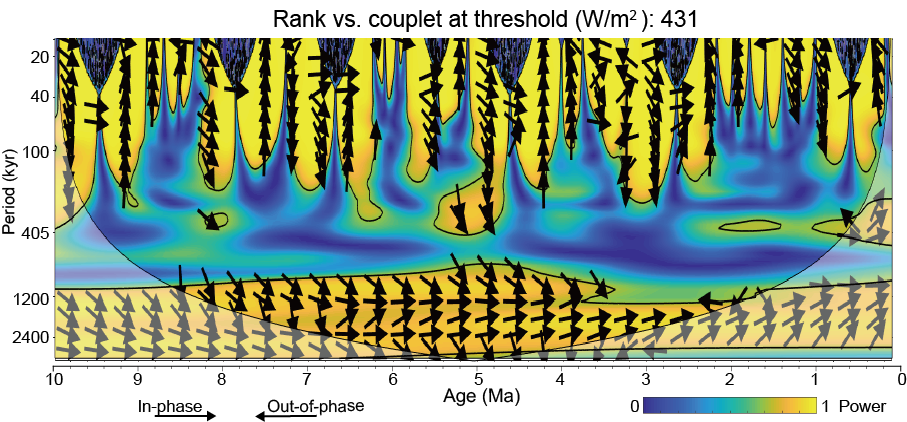 Rank vs. couplet at threshold (W/m²): 431
20
40
100
405
1200
2400
Period (kyr)
10 9 8 7 6 5 4 3 2 1 0
Age (Ma)
In-phase Out-of-phase
0 1 Power